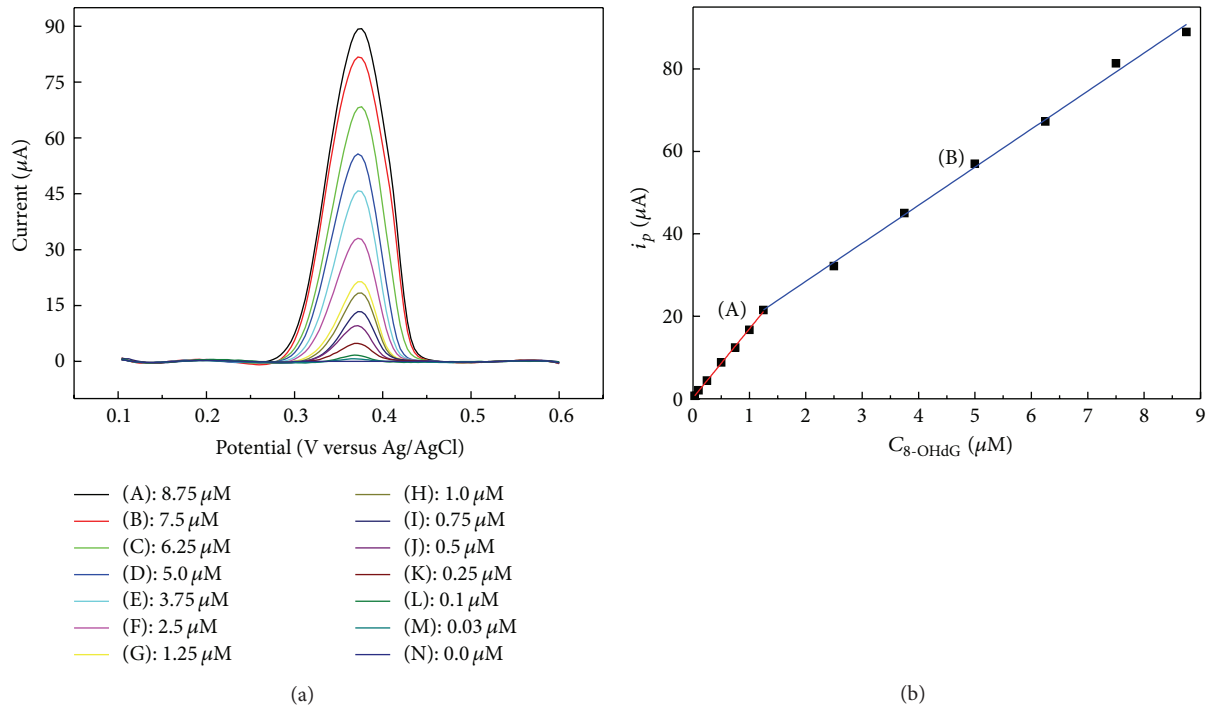 90
75
60
45
30
15
0
Current (μA)
0.1 0.2 0.3 0.4 0.5 0.6
Potential (V versus Ag/AgCl)
(A): 8.75 μM
(B): 7.5 μM
(C): 6.25 μM
(D): 5.0 μM
(E): 3.75 μM
(F): 2.5 μM
(G): 1.25 μM
(H): 1.0 μM
(I): 0.75 μM
(J): 0.5 μM
(K): 0.25 μM
(L): 0.1 μM
(M): 0.03 μM
(N): 0.0 μM
(a)
80
60
40
20
0
i_p (μA)
(A)
(B)
0 1 2 3 4 5 6 7 8 9
C_8-OHdG (μM)
(b)